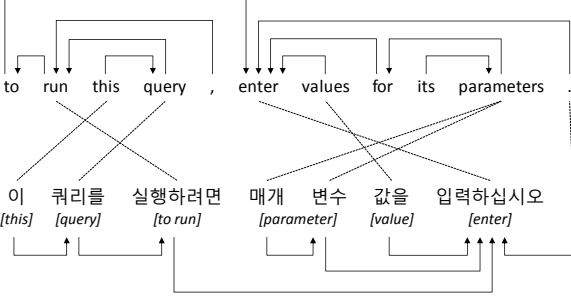 to run this query , enter values for its parameters .
이 쿼리를 실행하려면 매개 변수 값을 입력하십시오
[this] [query] [to run] [parameter] [value] [enter]